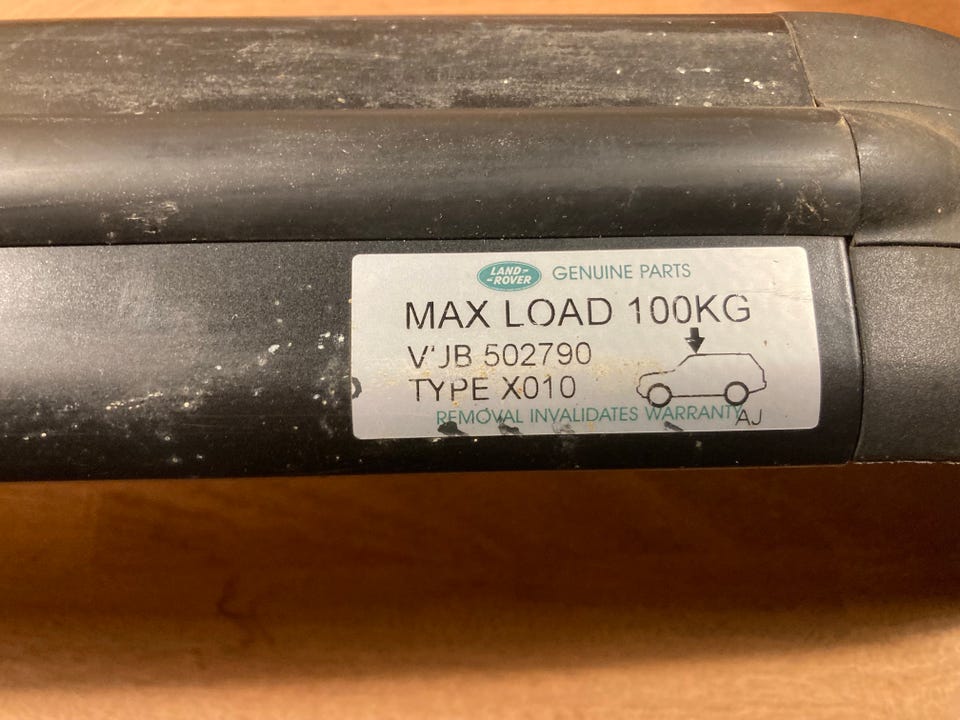 LAND-
-ROVER
GENUINE PARTS
MAX LOAD 100KG
V'JB 502790
TYPE X010
REMOVAL INVALIDATES WARRANTY
AJ